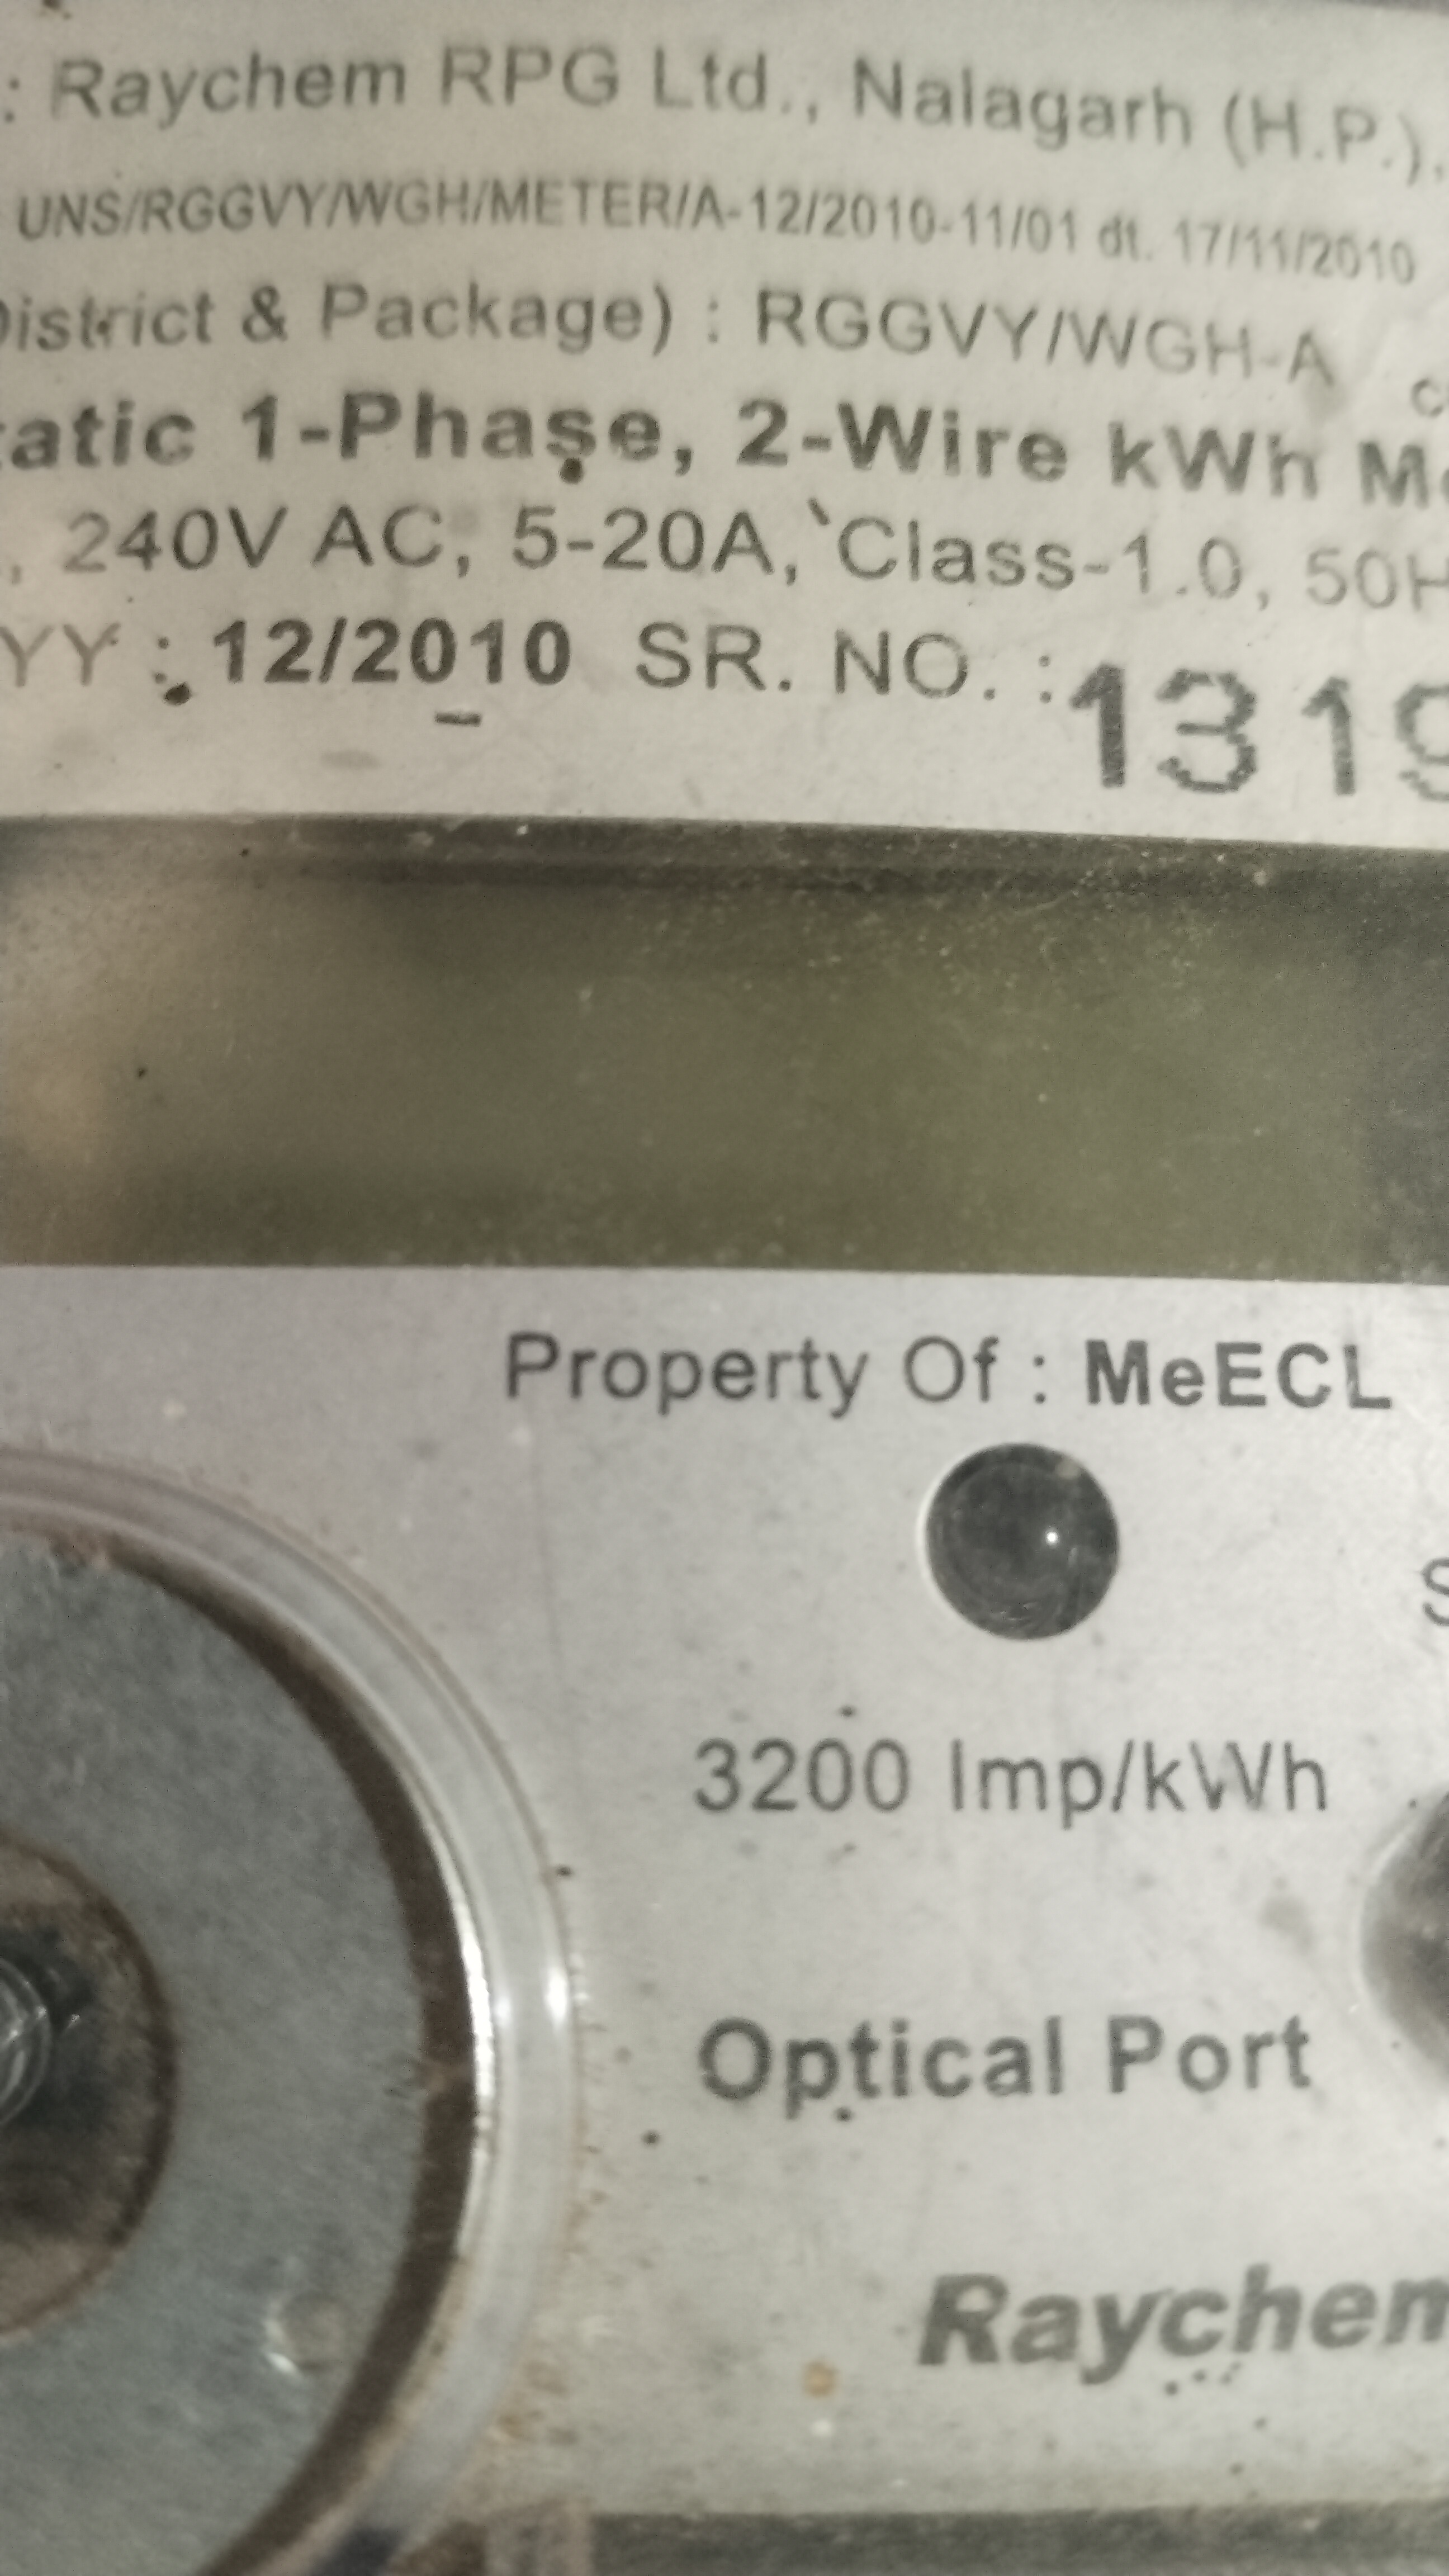 : Raychem RPG Ltd., Nalagarh (H.P.),
UNS/RGGVY/WGH/METER/A-12/2010-11/01 dt. 17/11/2010
District & Package) : RGGVY/WGH-A
tatic 1-Phase, 2-Wire kWh Me
, 240V AC, 5-20A, Class-1.0, 50H
YY : 12/2010 SR. NO. : 1319
Property Of : MeECL
S
3200 Imp/kWh
Optical Port
Raychem